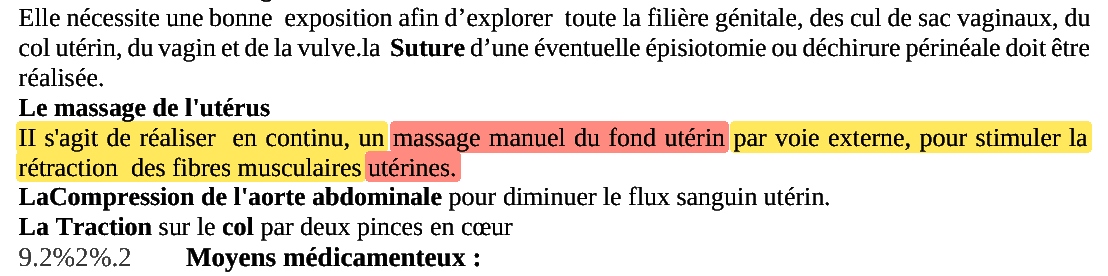 Elle nécessite une bonne exposition afin d’explorer toute la filière génitale, des cul de sac vaginaux, du
col utérin, du vagin et de la vulve.la Suture d’une éventuelle épisiotomie ou déchirure périnéale doit être
réalisée.
Le massage de l'utérus
II s'agit de réaliser en continu, un massage manuel du fond utérin par voie externe, pour stimuler la
rétraction des fibres musculaires utérines.
LaCompression de l'aorte abdominale pour diminuer le flux sanguin utérin.
La Traction sur le col par deux pinces en cœur
9.2%2%.2 Moyens médicamenteux :